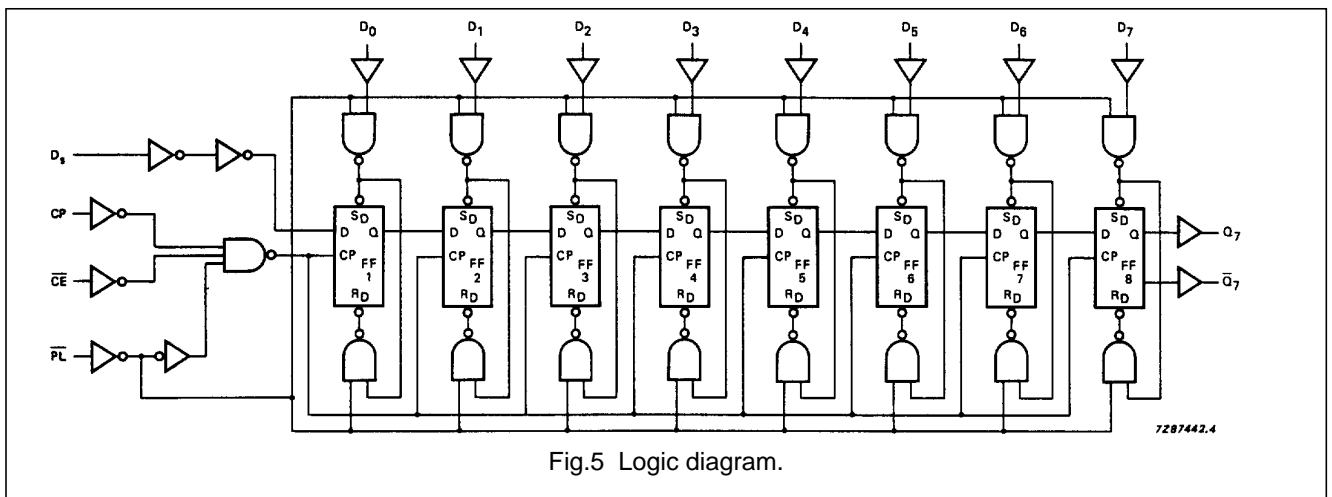 D0 D1 D2 D3 D4 D5 D6 D7
Ds
CP
CE
PL
SD SD SD SD SD SD SD SD
D Q D Q D Q D Q D Q D Q D Q D Q
CP FF 1 CP FF 2 CP FF 3 CP FF 4 CP FF 5 CP FF 6 CP FF 7 CP FF 8
RD RD RD RD RD RD RD RD
Q7
Q̅7
7Z87442.4
Fig.5 Logic diagram.